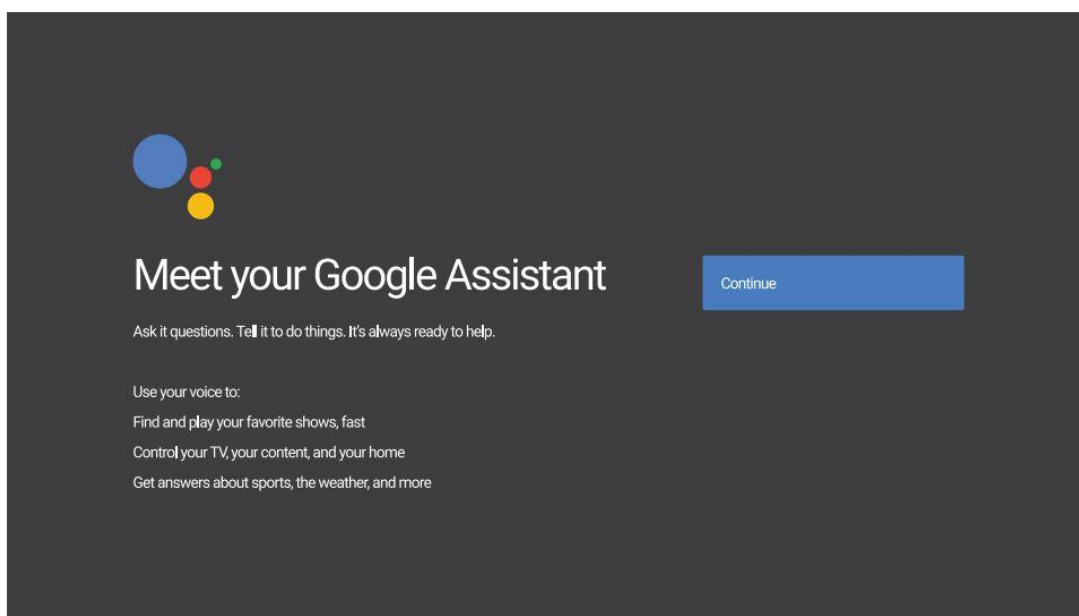 Meet your Google Assistant
Continue
Ask it questions. Tell it to do things. It's always ready to help.
Use your voice to:
Find and play your favorite shows, fast
Control your TV, your content, and your home
Get answers about sports, the weather, and more